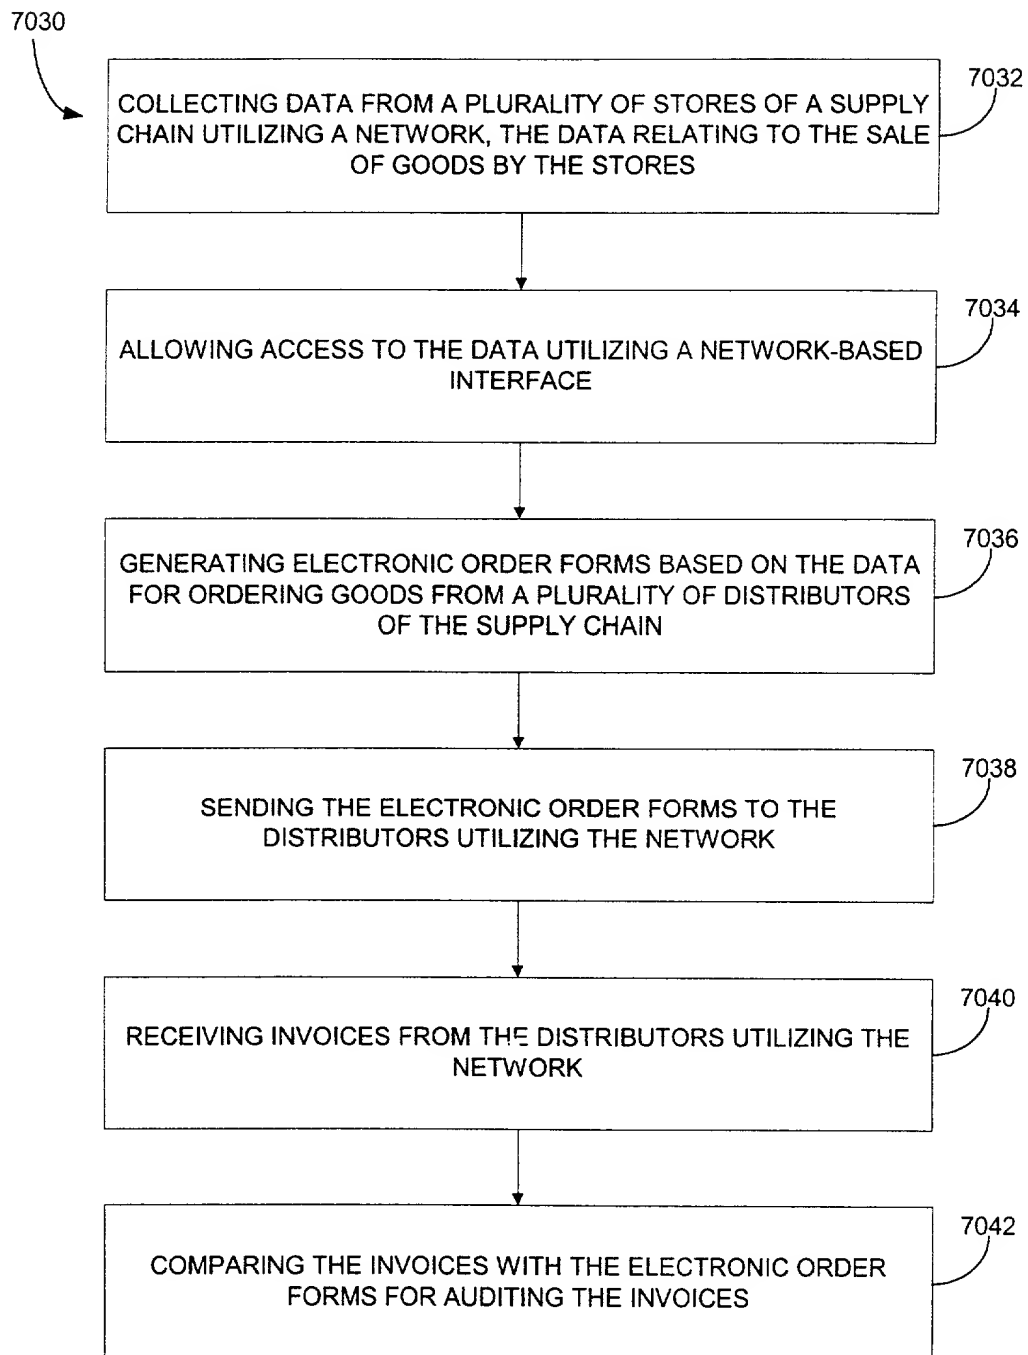 7030
7032
COLLECTING DATA FROM A PLURALITY OF STORES OF A SUPPLY
CHAIN UTILIZING A NETWORK, THE DATA RELATING TO THE SALE
OF GOODS BY THE STORES
7034
ALLOWING ACCESS TO THE DATA UTILIZING A NETWORK-BASED
INTERFACE
7036
GENERATING ELECTRONIC ORDER FORMS BASED ON THE DATA
FOR ORDERING GOODS FROM A PLURALITY OF DISTRIBUTORS
OF THE SUPPLY CHAIN
7038
SENDING THE ELECTRONIC ORDER FORMS TO THE
DISTRIBUTORS UTILIZING THE NETWORK
7040
RECEIVING INVOICES FROM THE DISTRIBUTORS UTILIZING THE
NETWORK
7042
COMPARING THE INVOICES WITH THE ELECTRONIC ORDER
FORMS FOR AUDITING THE INVOICES